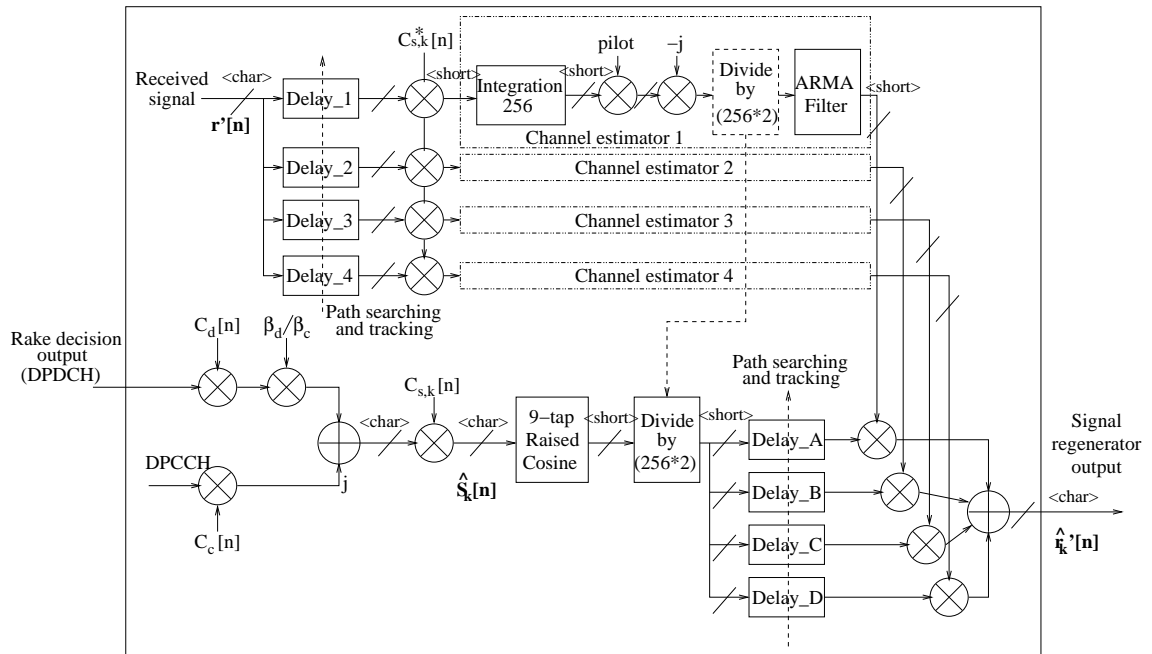 C*s,k[n]
pilot
−j
Received
signal
<char>
r'[n]
Delay_1
<short>
Integration
256
<short>
Divide
by
(256*2)
ARMA
Filter
<short>
Channel estimator 1
Delay_2
Channel estimator 2
Delay_3
Channel estimator 3
Delay_4
Channel estimator 4
Path searching
and tracking
Rake decision
output
(DPDCH)
Cd[n]
βd/βc
Cs,k[n]
<char>
<char>
9−tap
Raised
Cosine
<short>
Divide
by
(256*2)
<short>
Path searching
and tracking
Delay_A
Delay_B
Delay_C
Delay_D
DPCCH
j
Cc[n]
Ŝk[n]
Signal
regenerator
output
<char>
r̂k'[n]